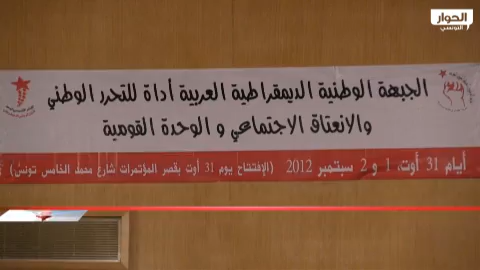 الحوار
التونسي
الجبهة الوطنية الديمقراطية العربية أداة للتحرر الوطني
والانعتاق الاجتماعي و الوحدة القومية
أيام 31 أوت، 1 و 2 سبتمبر 2012 (الإفتتاح يوم 31 أوت بقصر المؤتمرات شارع محمد الخامس تونس)